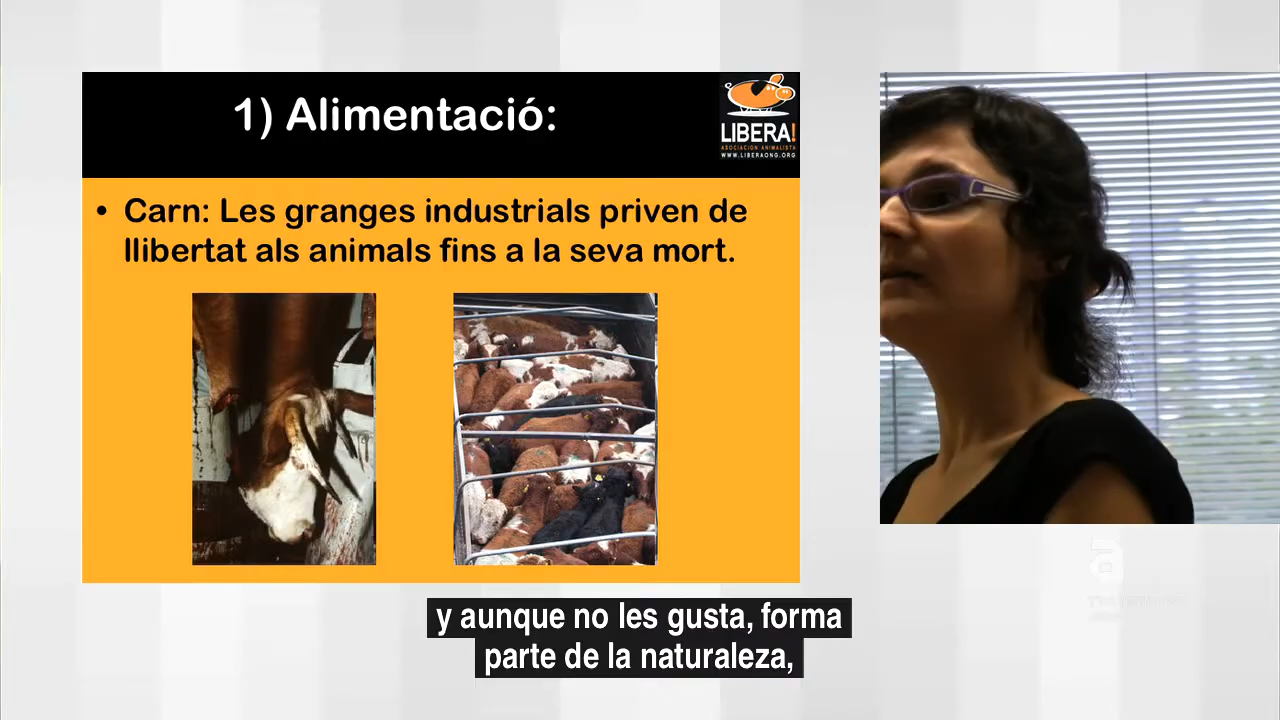 1) Alimentació:
LIBERA!
ASOCIACION ANIMALISTA
WWW.LIBERAONG.ORG
• Carn: Les granges industrials priven de
llibertat als animals fins a la seva mort.
a
y aunque no les gusta, forma
parte de la naturaleza,